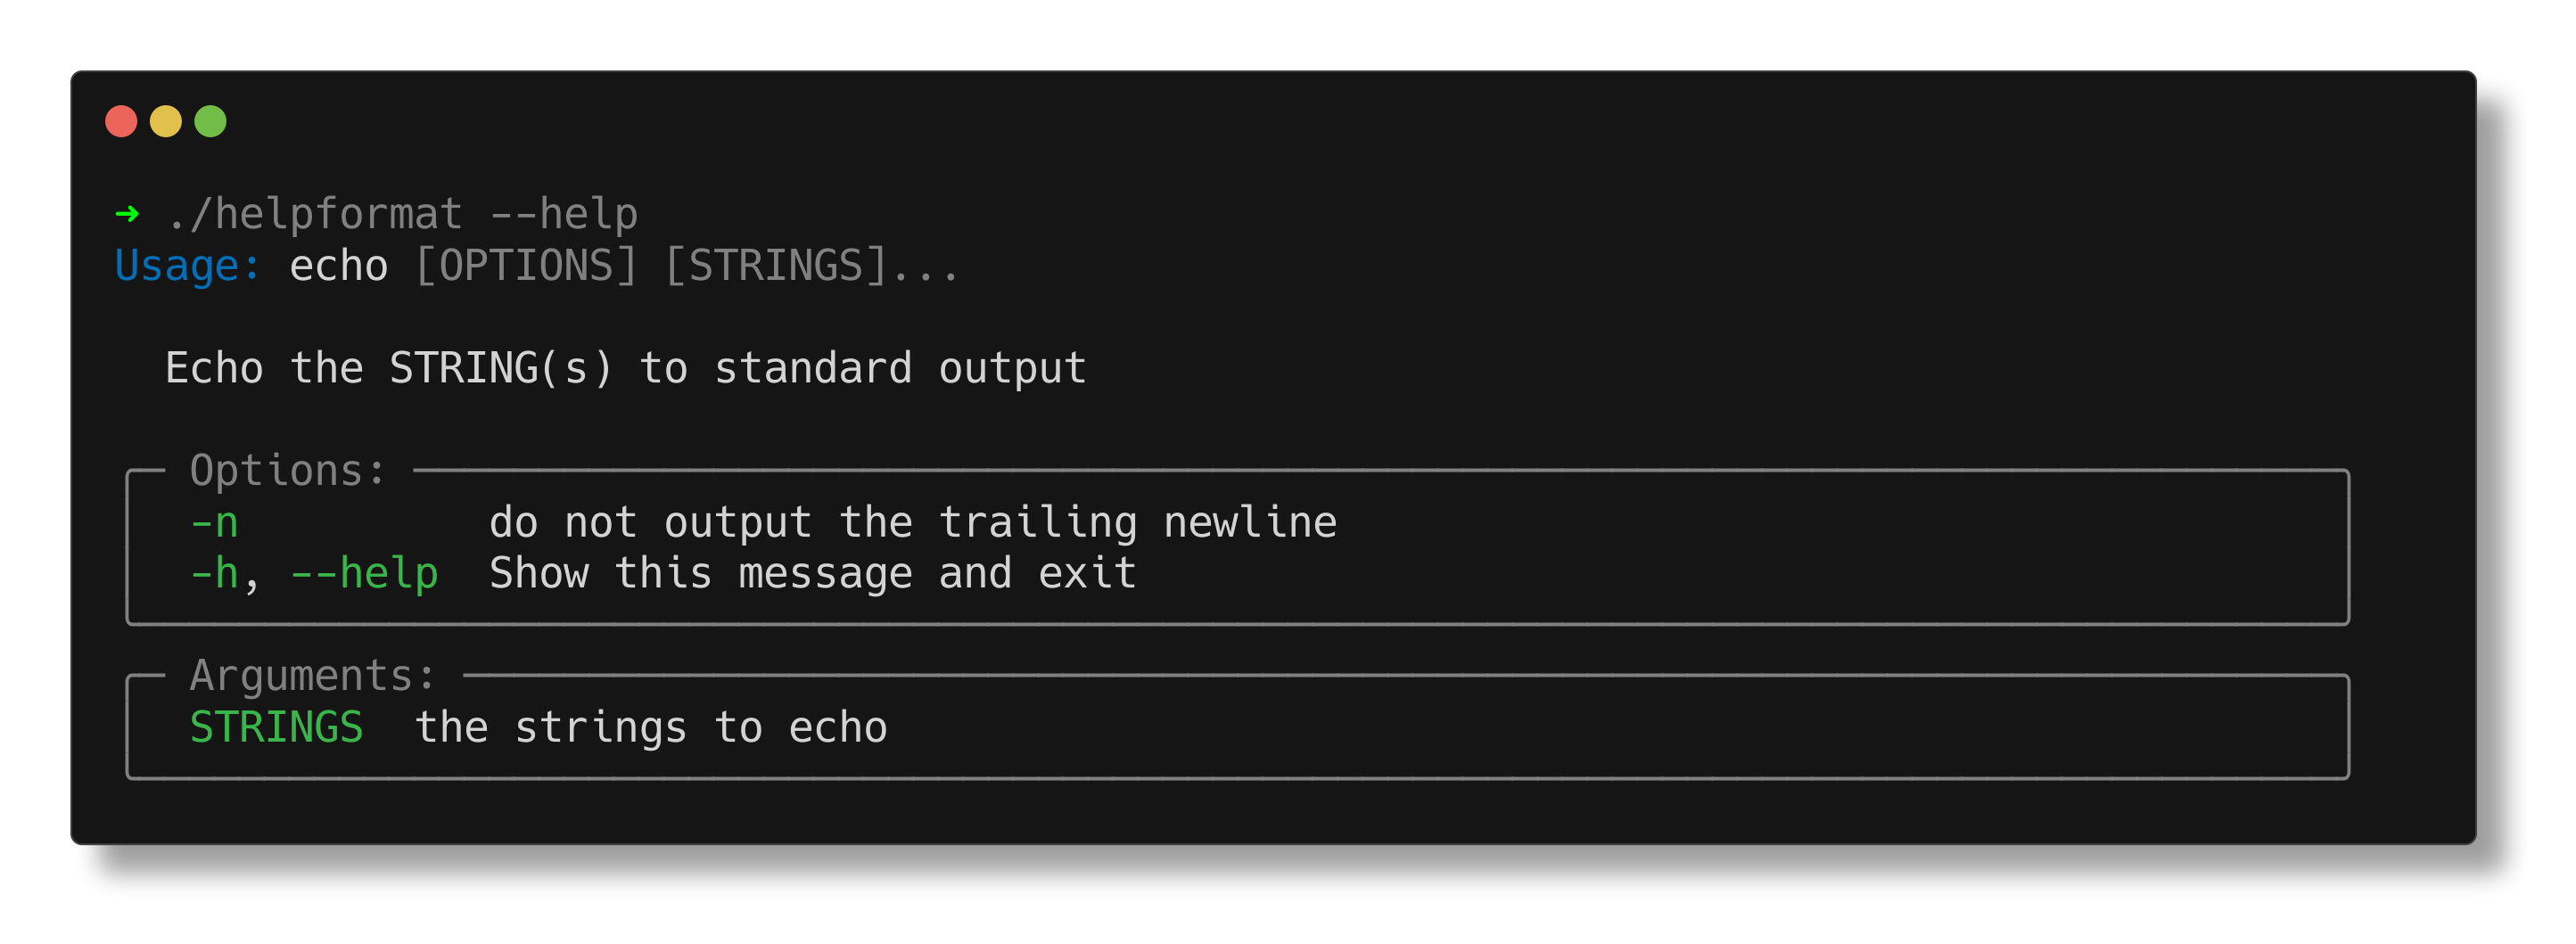 ➜ ./helpformat --help
Usage: echo [OPTIONS] [STRINGS]...
Echo the STRING(s) to standard output
Options:
-n do not output the trailing newline
-h, --help Show this message and exit
Arguments:
STRINGS the strings to echo